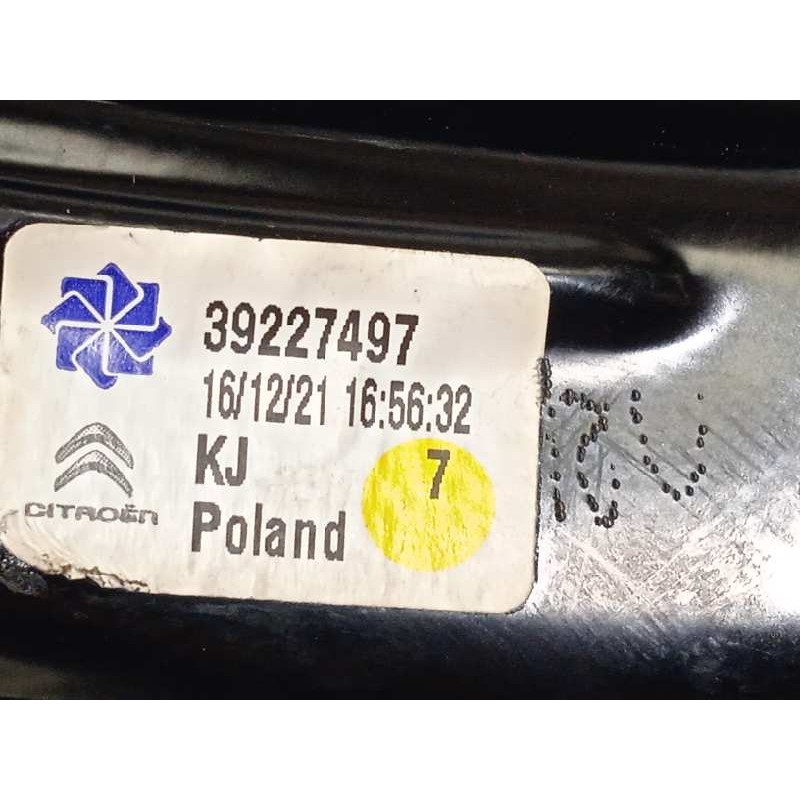 39227497
16/12/21 16:56:32
KJ 7
CITROËN
Poland